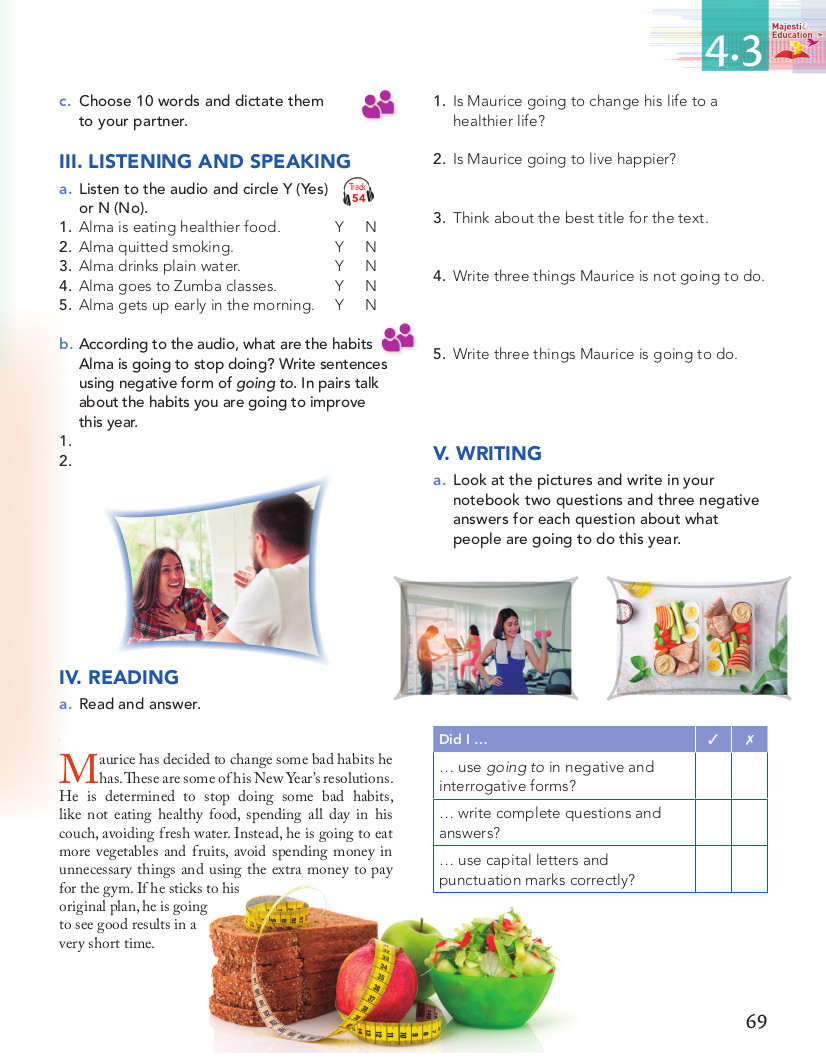 4.3
Majesti
Education
c. Choose 10 words and dictate them
to your partner.
III. LISTENING AND SPEAKING
a. Listen to the audio and circle Y (Yes)
or N (No).
Track
54
1. Alma is eating healthier food. Y N
2. Alma quitted smoking. Y N
3. Alma drinks plain water. Y N
4. Alma goes to Zumba classes. Y N
5. Alma gets up early in the morning. Y N
b. According to the audio, what are the habits
Alma is going to stop doing? Write sentences
using negative form of going to. In pairs talk
about the habits you are going to improve
this year.
1.
2.
IV. READING
a. Read and answer.
Maurice has decided to change some bad habits he
has. These are some of his New Year's resolutions.
He is determined to stop doing some bad habits,
like not eating healthy food, spending all day in his
couch, avoiding fresh water. Instead, he is going to eat
more vegetables and fruits, avoid spending money in
unnecessary things and using the extra money to pay
for the gym. If he sticks to his
original plan, he is going
to see good results in a
very short time.
1. Is Maurice going to change his life to a
healthier life?
2. Is Maurice going to live happier?
3. Think about the best title for the text.
4. Write three things Maurice is not going to do.
5. Write three things Maurice is going to do.
V. WRITING
a. Look at the pictures and write in your
notebook two questions and three negative
answers for each question about what
people are going to do this year.
Did I ... ✓ ✗
... use going to in negative and
interrogative forms?
... write complete questions and
answers?
... use capital letters and
punctuation marks correctly?
69